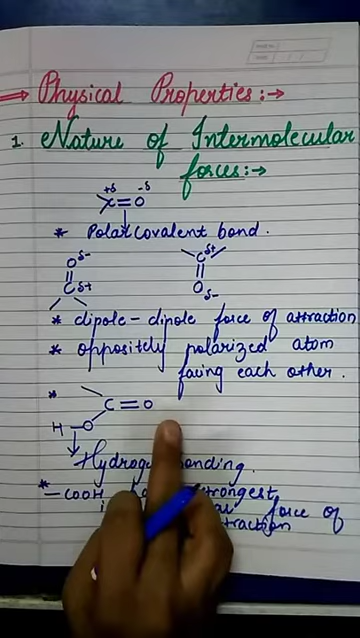 ⇒ Physical Properties:→
1. Nature of Intermolecular
forces:→
+δ -δ
C=O
* Polar Covalent bond.
O δ- C δ+
C δ+ O δ-
* dipole-dipole force of attraction
* oppositely polarized atom
facing each other.
* C=O
H-O
Hydrogen bonding.
* -COOH strongest
force of
attraction